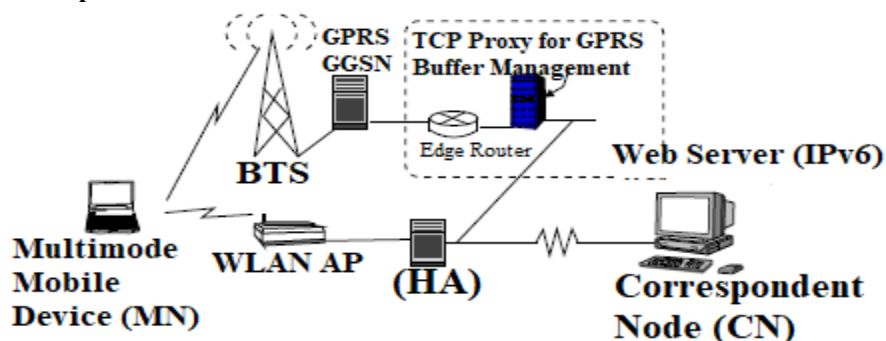 GPRS
GGSN
TCP Proxy for GPRS
Buffer Management
Edge Router
BTS
Web Server (IPv6)
Multimode
Mobile
Device (MN)
WLAN AP
(HA)
Correspondent
Node (CN)